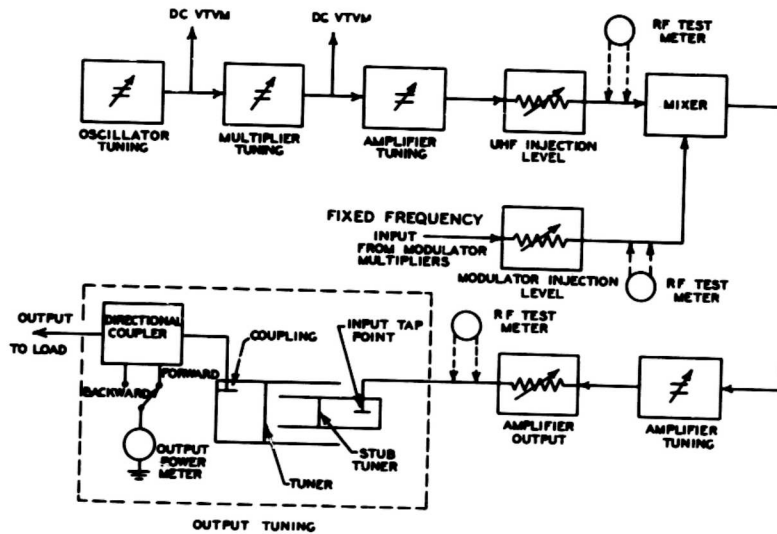 DC VTVM
DC VTVM
RF TEST
METER
MIXER
OSCILLATOR
TUNING
MULTIPLIER
TUNING
AMPLIFIER
TUNING
UHF INJECTION
LEVEL
FIXED FREQUENCY
INPUT
FROM MODULATOR
MULTIPLIERS
MODULATOR INJECTION
LEVEL
RF TEST
METER
OUTPUT
TO LOAD
DIRECTIONAL
COUPLER
COUPLING
INPUT TAP
POINT
RF TEST
METER
BACKWARD
FORWARD
OUTPUT
POWER
METER
TUNER
STUB
TUNER
AMPLIFIER
OUTPUT
AMPLIFIER
TUNING
OUTPUT TUNING